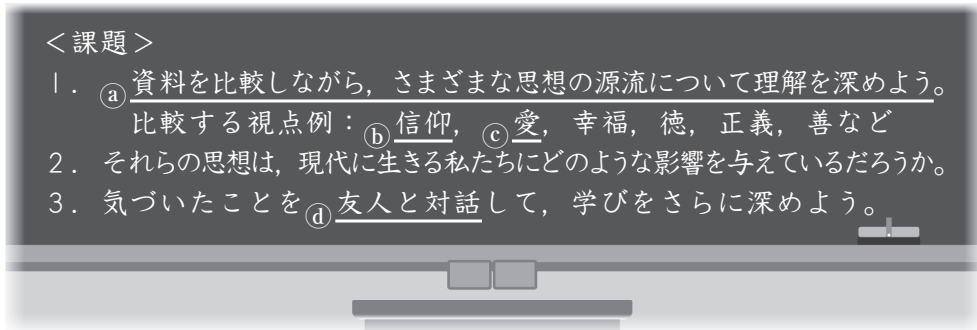 <課題>
1. ⓐ資料を比較しながら,さまざまな思想の源流について理解を深めよう。
比較する視点例:ⓑ信仰,ⓒ愛,幸福,徳,正義,善など
2. それらの思想は,現代に生きる私たちにどのような影響を与えているだろうか。
3. 気づいたことをⓓ友人と対話して,学びをさらに深めよう。